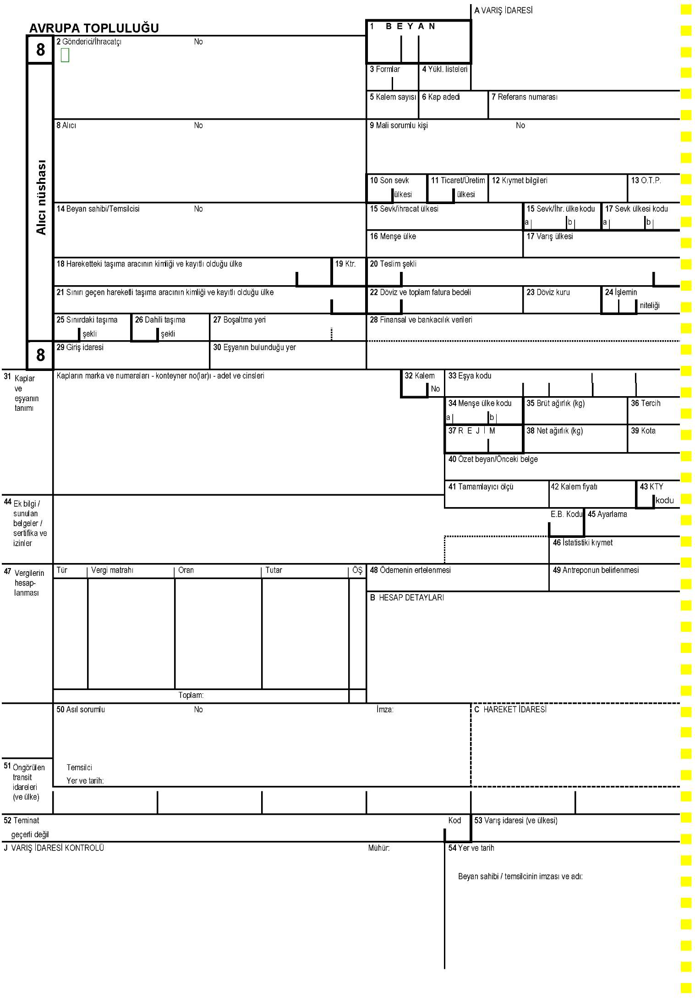 A VARIŞ İDARESİ
AVRUPA TOPLULUĞU
1 B E Y A N
8
2 Gönderici/İhracatçı No
3 Formlar
4 Yükl. listeleri
5 Kalem sayısı
6 Kap adedi
7 Referans numarası
Alıcı nüshası
8 Alıcı No
9 Mali sorumlu kişi No
10 Son sevk
ülkesi
11 Ticaret/Üretim
ülkesi
12 Kıymet bilgileri
13 O.T.P.
14 Beyan sahibi/Temsilcisi No
15 Sevk/ihracat ülkesi
15 Sevk/İhr. ülke kodu
a b
17 Sevk ülkesi kodu
a b
16 Menşe ülke
17 Varış ülkesi
18 Hareketteki taşıma aracının kimliği ve kayıtlı olduğu ülke
19 Ktr.
20 Teslim şekli
21 Sınırı geçen hareketli taşıma aracının kimliği ve kayıtlı olduğu ülke
22 Döviz ve toplam fatura bedeli
23 Döviz kuru
24 İşlemin
niteliği
25 Sınırdaki taşıma
şekli
26 Dahili taşıma
şekli
27 Boşaltma yeri
28 Finansal ve bankacılık verileri
8
29 Giriş idaresi
30 Eşyanın bulunduğu yer
31 Kaplar
ve
eşyanın
tanımı
Kapların marka ve numaraları - konteyner no(lar)ı - adet ve cinsleri
32 Kalem
No
33 Eşya kodu
34 Menşe ülke kodu
a b
35 Brüt ağırlık (kg)
36 Tercih
37 R E J İ M
38 Net ağırlık (kg)
39 Kota
40 Özet beyan/Önceki belge
41 Tamamlayıcı ölçü
42 Kalem fiyatı
43 KTY
kodu
44 Ek bilgi /
sunulan
belgeler /
sertifika ve
izinler
E.B. Kodu
45 Ayarlama
46 İstatistiki kıymet
47 Vergilerin
hesap-
lanması
Tür Vergi matrahı Oran Tutar ÖŞ
48 Ödemenin ertelenmesi
49 Antreponun belirlenmesi
B HESAP DETAYLARI
Toplam:
50 Asıl sorumlu No İmza:
C HAREKET İDARESİ
Temsilci
Yer ve tarih:
51 Öngörülen
transit
idareleri
(ve ülke)
52 Teminat
geçerli değil
Kod
53 Varış idaresi (ve ülkesi)
J VARIŞ İDARESİ KONTROLÜ Mühür:
54 Yer ve tarih
Beyan sahibi / temsilcinin imzası ve adı: